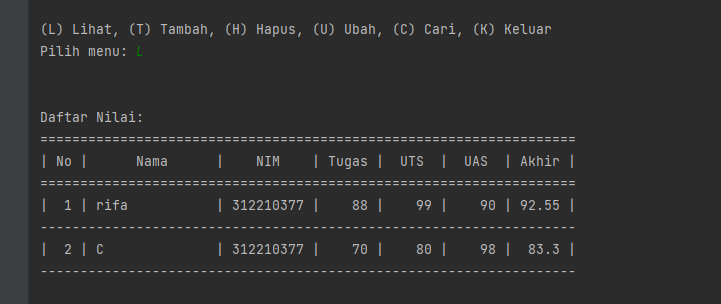 (L) Lihat, (T) Tambah, (H) Hapus, (U) Ubah, (C) Cari, (K) Keluar
Pilih menu: L
Daftar Nilai:
===================================================================
| No |      Nama      |    NIM    | Tugas |  UTS  |  UAS  | Akhir |
===================================================================
|  1 | rifa           | 312210377 |    88 |    99 |    90 | 92.55 |
-------------------------------------------------------------------
|  2 | C              | 312210377 |    70 |    80 |    98 |  83.3 |
-------------------------------------------------------------------